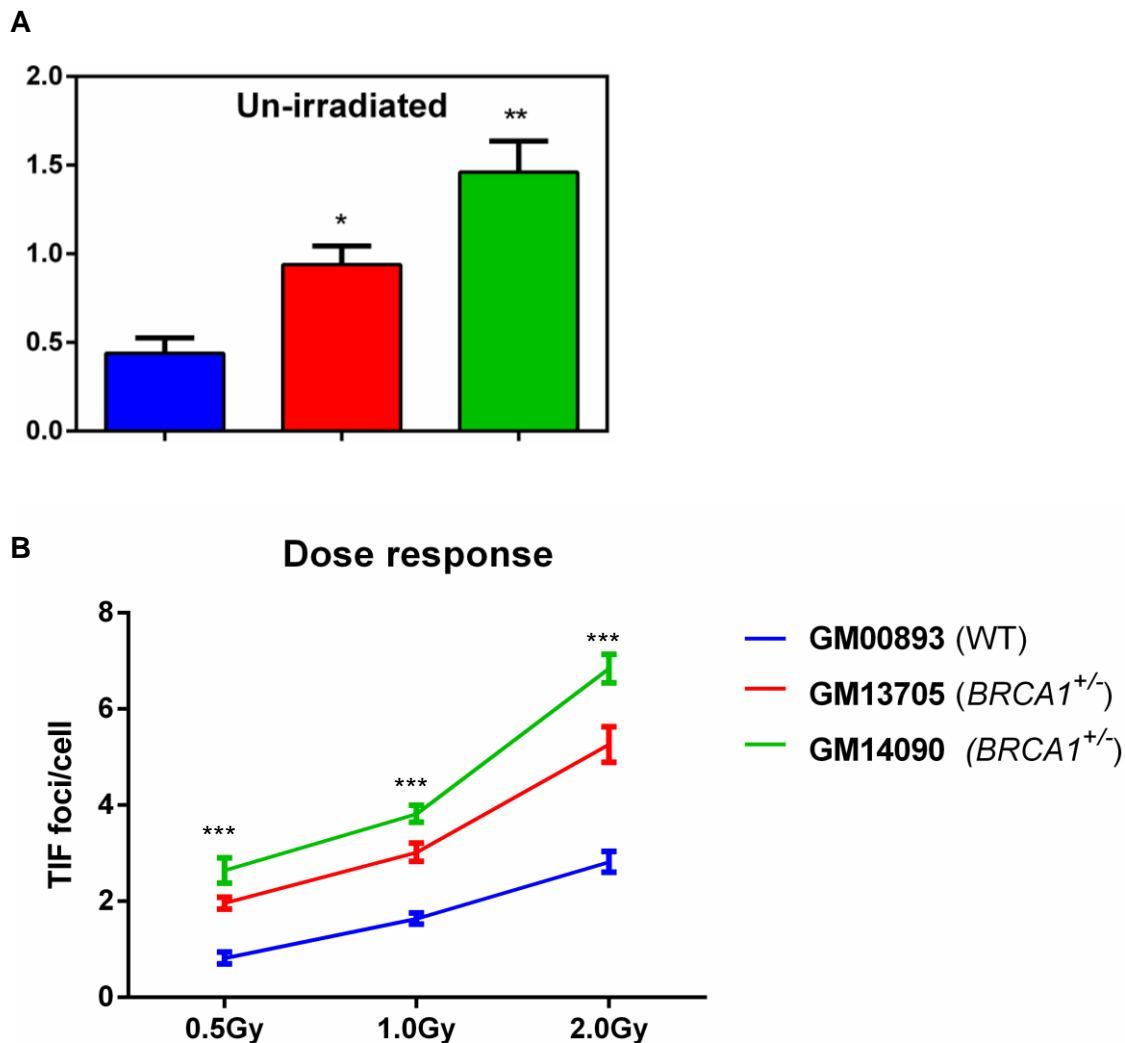 A
Un-irradiated
2.0
1.5
1.0
0.5
0.0
*
**
B
Dose response
TIF foci/cell
8
6
4
2
0
***
***
***
0.5Gy
1.0Gy
2.0Gy
GM00893 (WT)
GM13705 (BRCA1+/-)
GM14090 (BRCA1+/-)